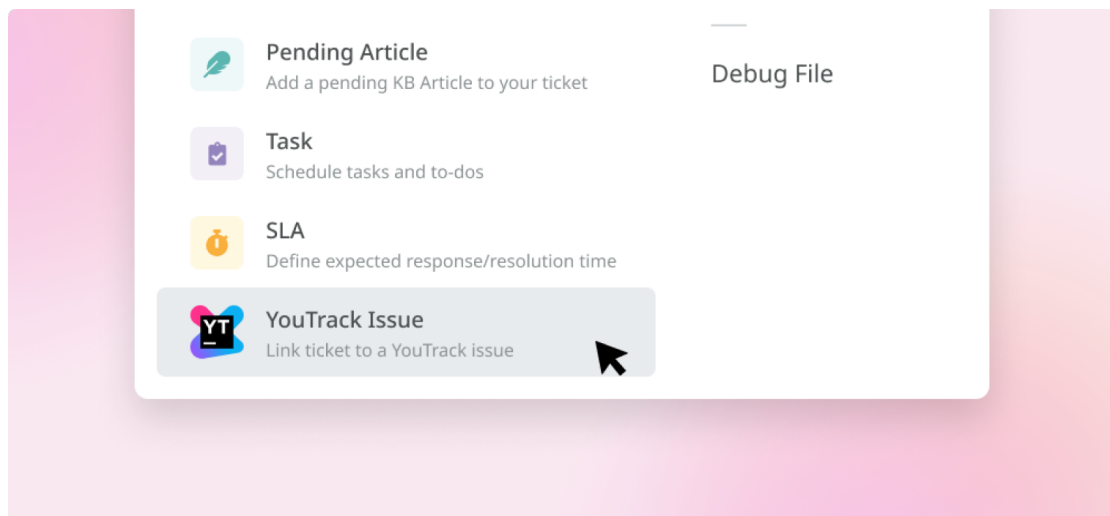 Pending Article
Add a pending KB Article to your ticket
Task
Schedule tasks and to-dos
SLA
Define expected response/resolution time
YT
YouTrack Issue
Link ticket to a YouTrack issue
Debug File